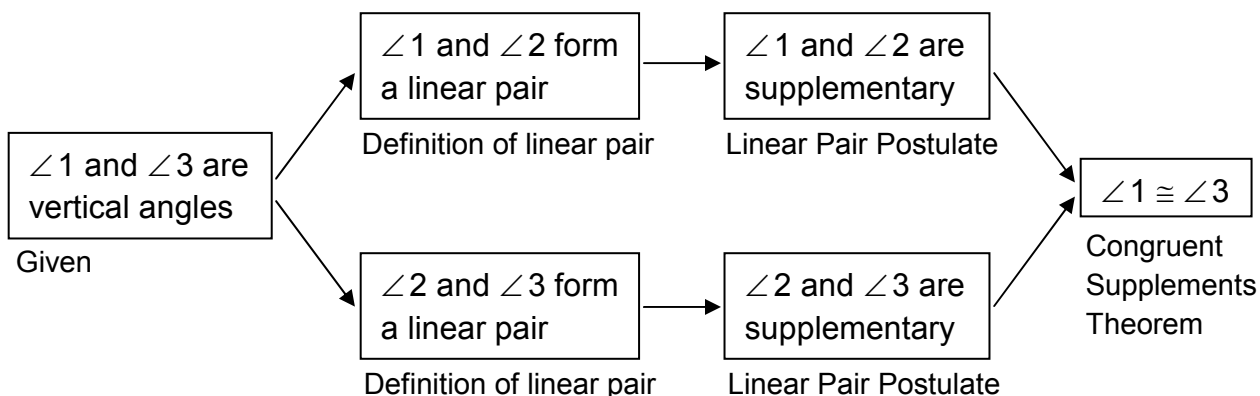 ∠1 and ∠3 are
vertical angles
Given
∠1 and ∠2 form
a linear pair
Definition of linear pair
∠1 and ∠2 are
supplementary
Linear Pair Postulate
∠2 and ∠3 form
a linear pair
Definition of linear pair
∠2 and ∠3 are
supplementary
Linear Pair Postulate
∠1 ≅ ∠3
Congruent
Supplements
Theorem